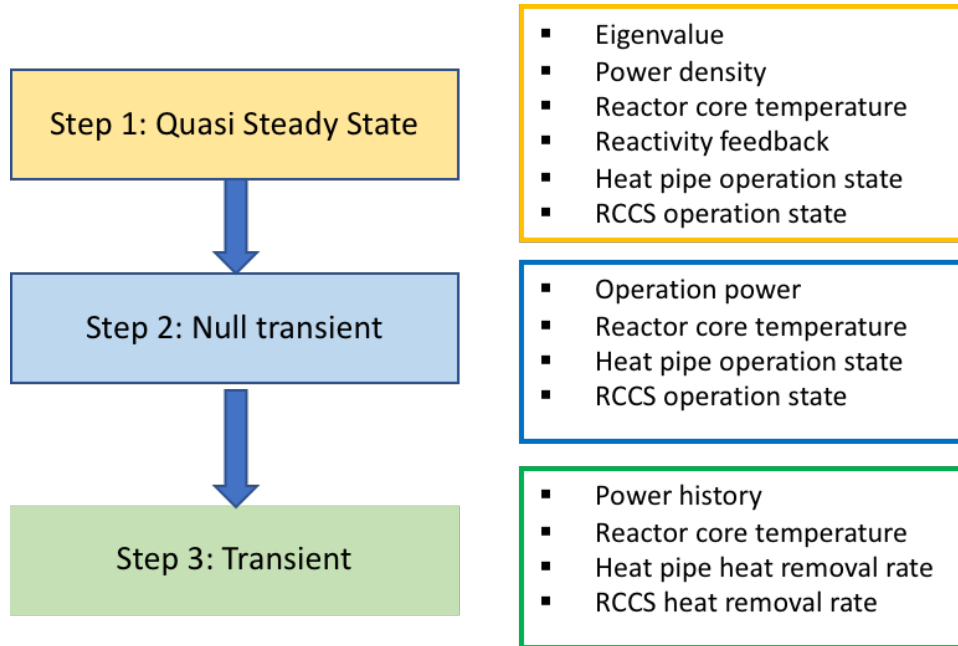 Step 1: Quasi Steady State
▪ Eigenvalue
▪ Power density
▪ Reactor core temperature
▪ Reactivity feedback
▪ Heat pipe operation state
▪ RCCS operation state
Step 2: Null transient
▪ Operation power
▪ Reactor core temperature
▪ Heat pipe operation state
▪ RCCS operation state
Step 3: Transient
▪ Power history
▪ Reactor core temperature
▪ Heat pipe heat removal rate
▪ RCCS heat removal rate